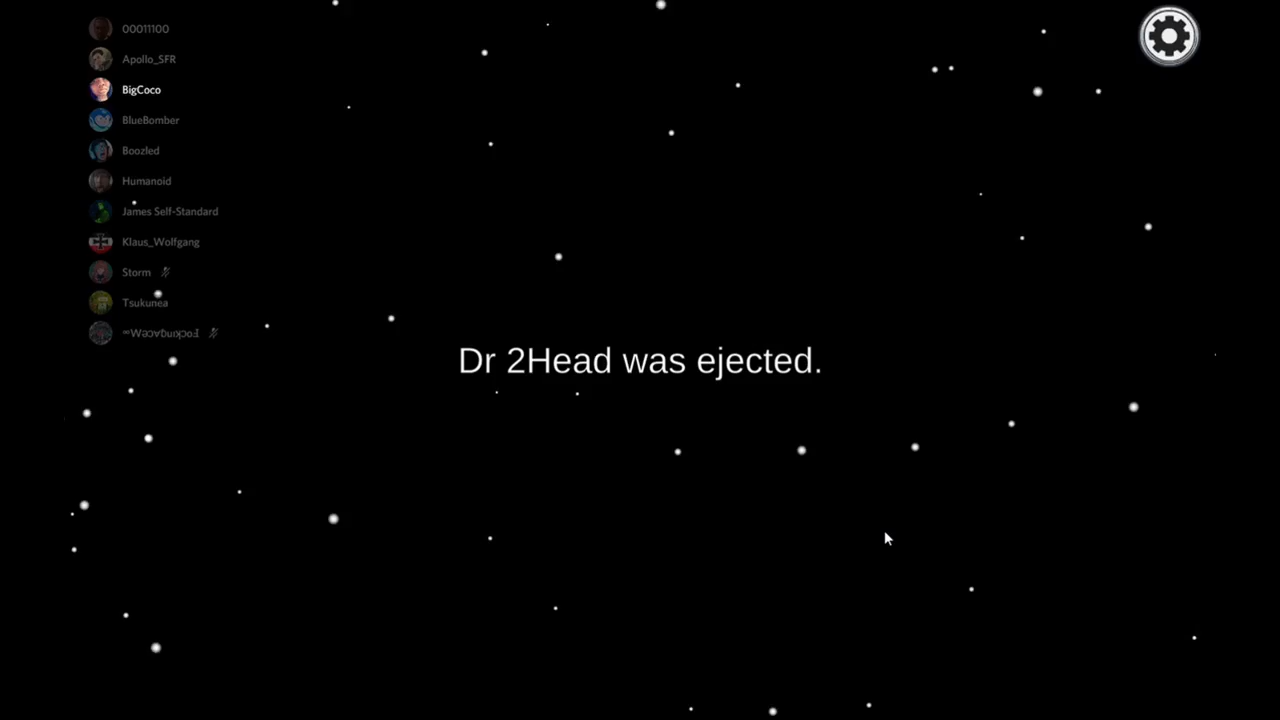 00011100
Apollo_SFR
BigCoco
BlueBomber
Boozled
Humanoid
James Self-Standard
Klaus_Wolfgang
Storm
Tsukunea
Dr 2Head was ejected.